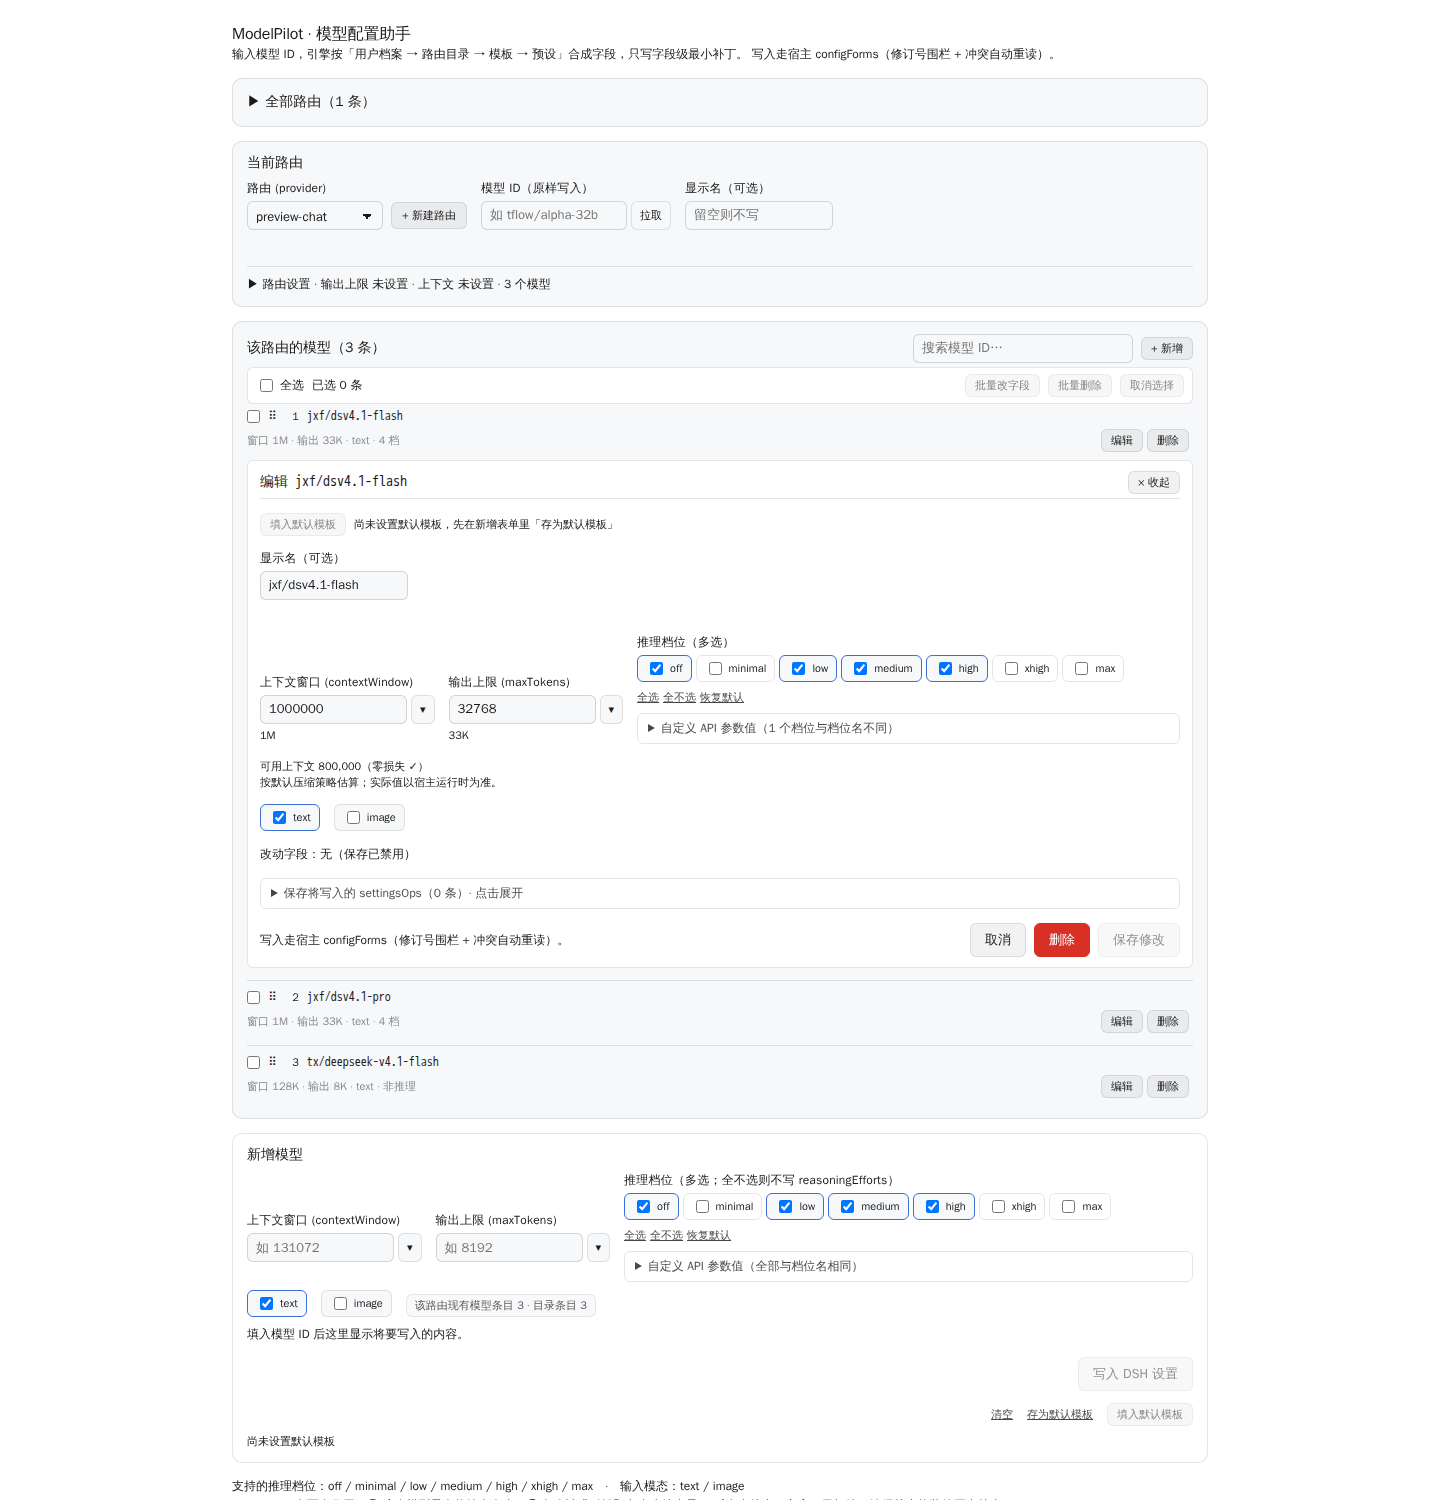 ModelPilot · 模型配置助手
输入模型 ID，引擎按「用户档案 → 路由目录 → 模板 → 预设」合成字段，只写字段级最小补丁。 写入走宿主 configForms（修订号围栏 + 冲突自动重读）。
▶ 全部路由（1 条）
当前路由
路由 (provider) 模型 ID（原样写入） 显示名（可选）
preview-chat + 新建路由 如 tflow/alpha-32b 拉取 留空则不写
▶ 路由设置 · 输出上限 未设置 · 上下文 未设置 · 3 个模型
该路由的模型（3 条） 搜索模型 ID… + 新增
全选 已选 0 条 批量改字段 批量删除 取消选择
⠿ 1 jxf/dsv4.1-flash
窗口 1M · 输出 33K · text · 4 档 编辑 删除
编辑 jxf/dsv4.1-flash × 收起
填入默认模板 尚未设置默认模板，先在新增表单里「存为默认模板」
显示名（可选）
jxf/dsv4.1-flash
推理档位（多选）
off minimal low medium high xhigh max
上下文窗口 (contextWindow) 输出上限 (maxTokens)
全选 全不选 恢复默认
1000000 ▾ 32768 ▾
▶ 自定义 API 参数值（1 个档位与档位名不同）
1M 33K
可用上下文 800,000（零损失 ✓）
按默认压缩策略估算；实际值以宿主运行时为准。
text image
改动字段：无（保存已禁用）
▶ 保存将写入的 settingsOps（0 条）· 点击展开
写入走宿主 configForms（修订号围栏 + 冲突自动重读）。 取消 删除 保存修改
⠿ 2 jxf/dsv4.1-pro
窗口 1M · 输出 33K · text · 4 档 编辑 删除
⠿ 3 tx/deepseek-v4.1-flash
窗口 128K · 输出 8K · text · 非推理 编辑 删除
新增模型
推理档位（多选；全不选则不写 reasoningEfforts）
off minimal low medium high xhigh max
上下文窗口 (contextWindow) 输出上限 (maxTokens)
全选 全不选 恢复默认
如 131072 ▾ 如 8192 ▾
▶ 自定义 API 参数值（全部与档位名相同）
text image 该路由现有模型条目 3 · 目录条目 3
填入模型 ID 后这里显示将要写入的内容。
写入 DSH 设置
清空 存为默认模板 填入默认模板
尚未设置默认模板
支持的推理档位：off / minimal / low / medium / high / xhigh / max · 输入模态：text / image